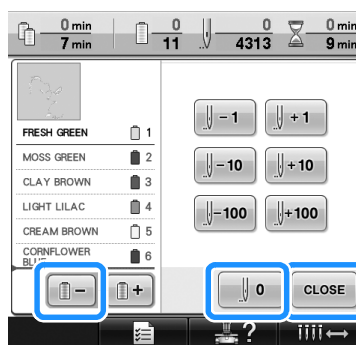 0 min 0 0 0 min
7 min 11 4313 9 min
FRESH GREEN 1
MOSS GREEN 2
CLAY BROWN 3
LIGHT LILAC 4
CREAM BROWN 5
CORNFLOWER
BLUE 6
- 1 + 1
- 10 + 10
- 100 + 100
- + 0 CLOSE
?